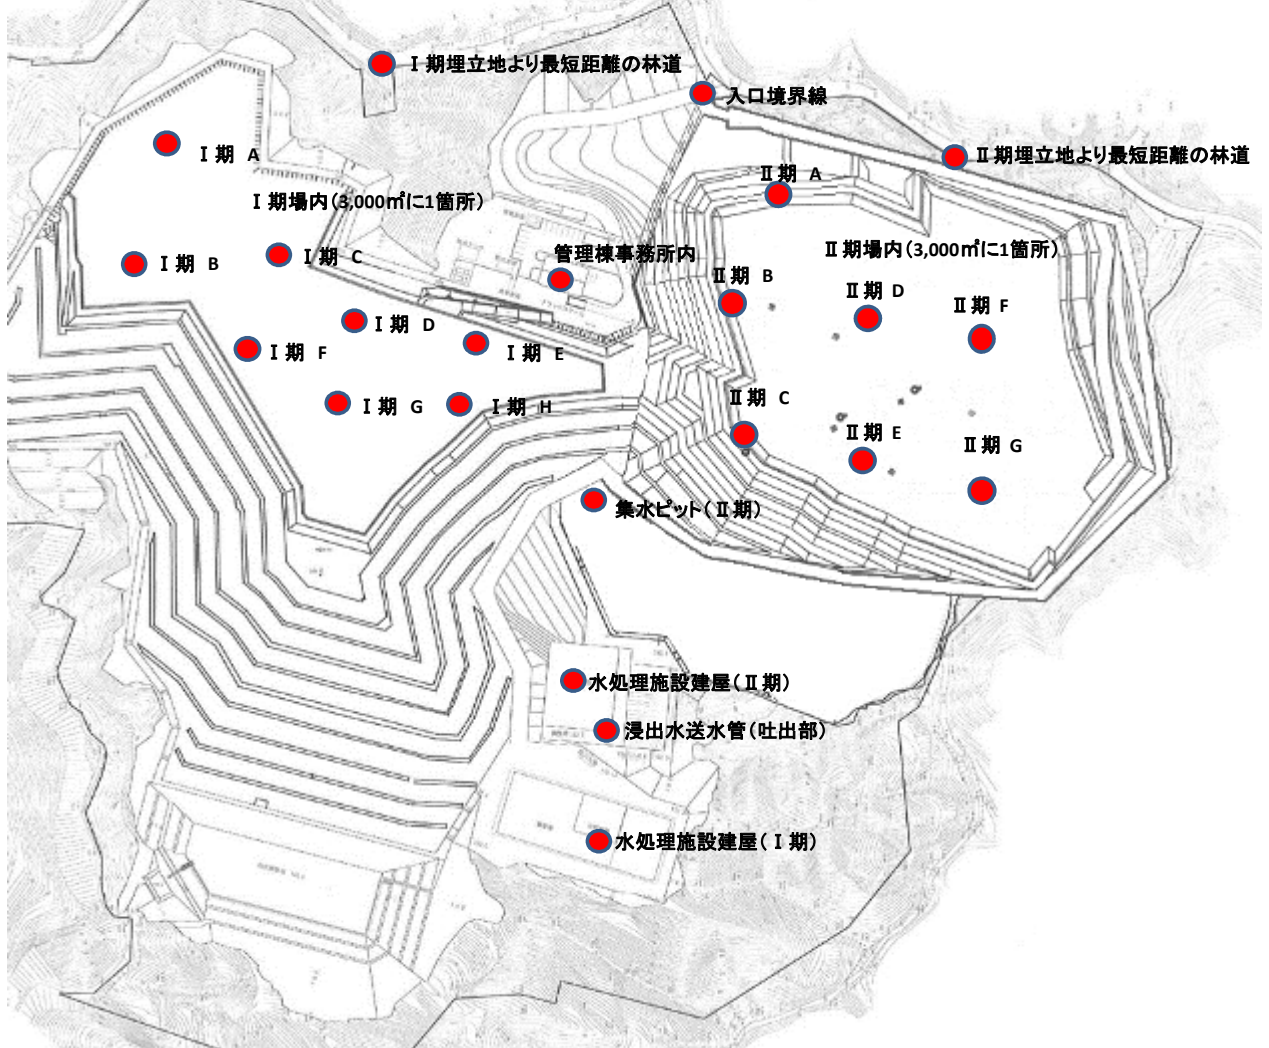 Ⅰ期埋立地より最短距離の林道
入口境界線
Ⅰ期 A
Ⅱ期埋立地より最短距離の林道
Ⅱ期 A
Ⅰ期場内(3,000㎡に1箇所)
Ⅰ期 B
Ⅰ期 C
管理棟事務所内
Ⅱ期場内(3,000㎡に1箇所)
Ⅱ期 B
Ⅱ期 D
Ⅱ期 F
Ⅰ期 D
Ⅰ期 F
Ⅰ期 E
Ⅱ期 C
Ⅰ期 G
Ⅰ期 H
Ⅱ期 E
Ⅱ期 G
集水ピット(Ⅱ期)
水処理施設建屋(Ⅱ期)
浸出水送水管(吐出部)
水処理施設建屋(Ⅰ期)